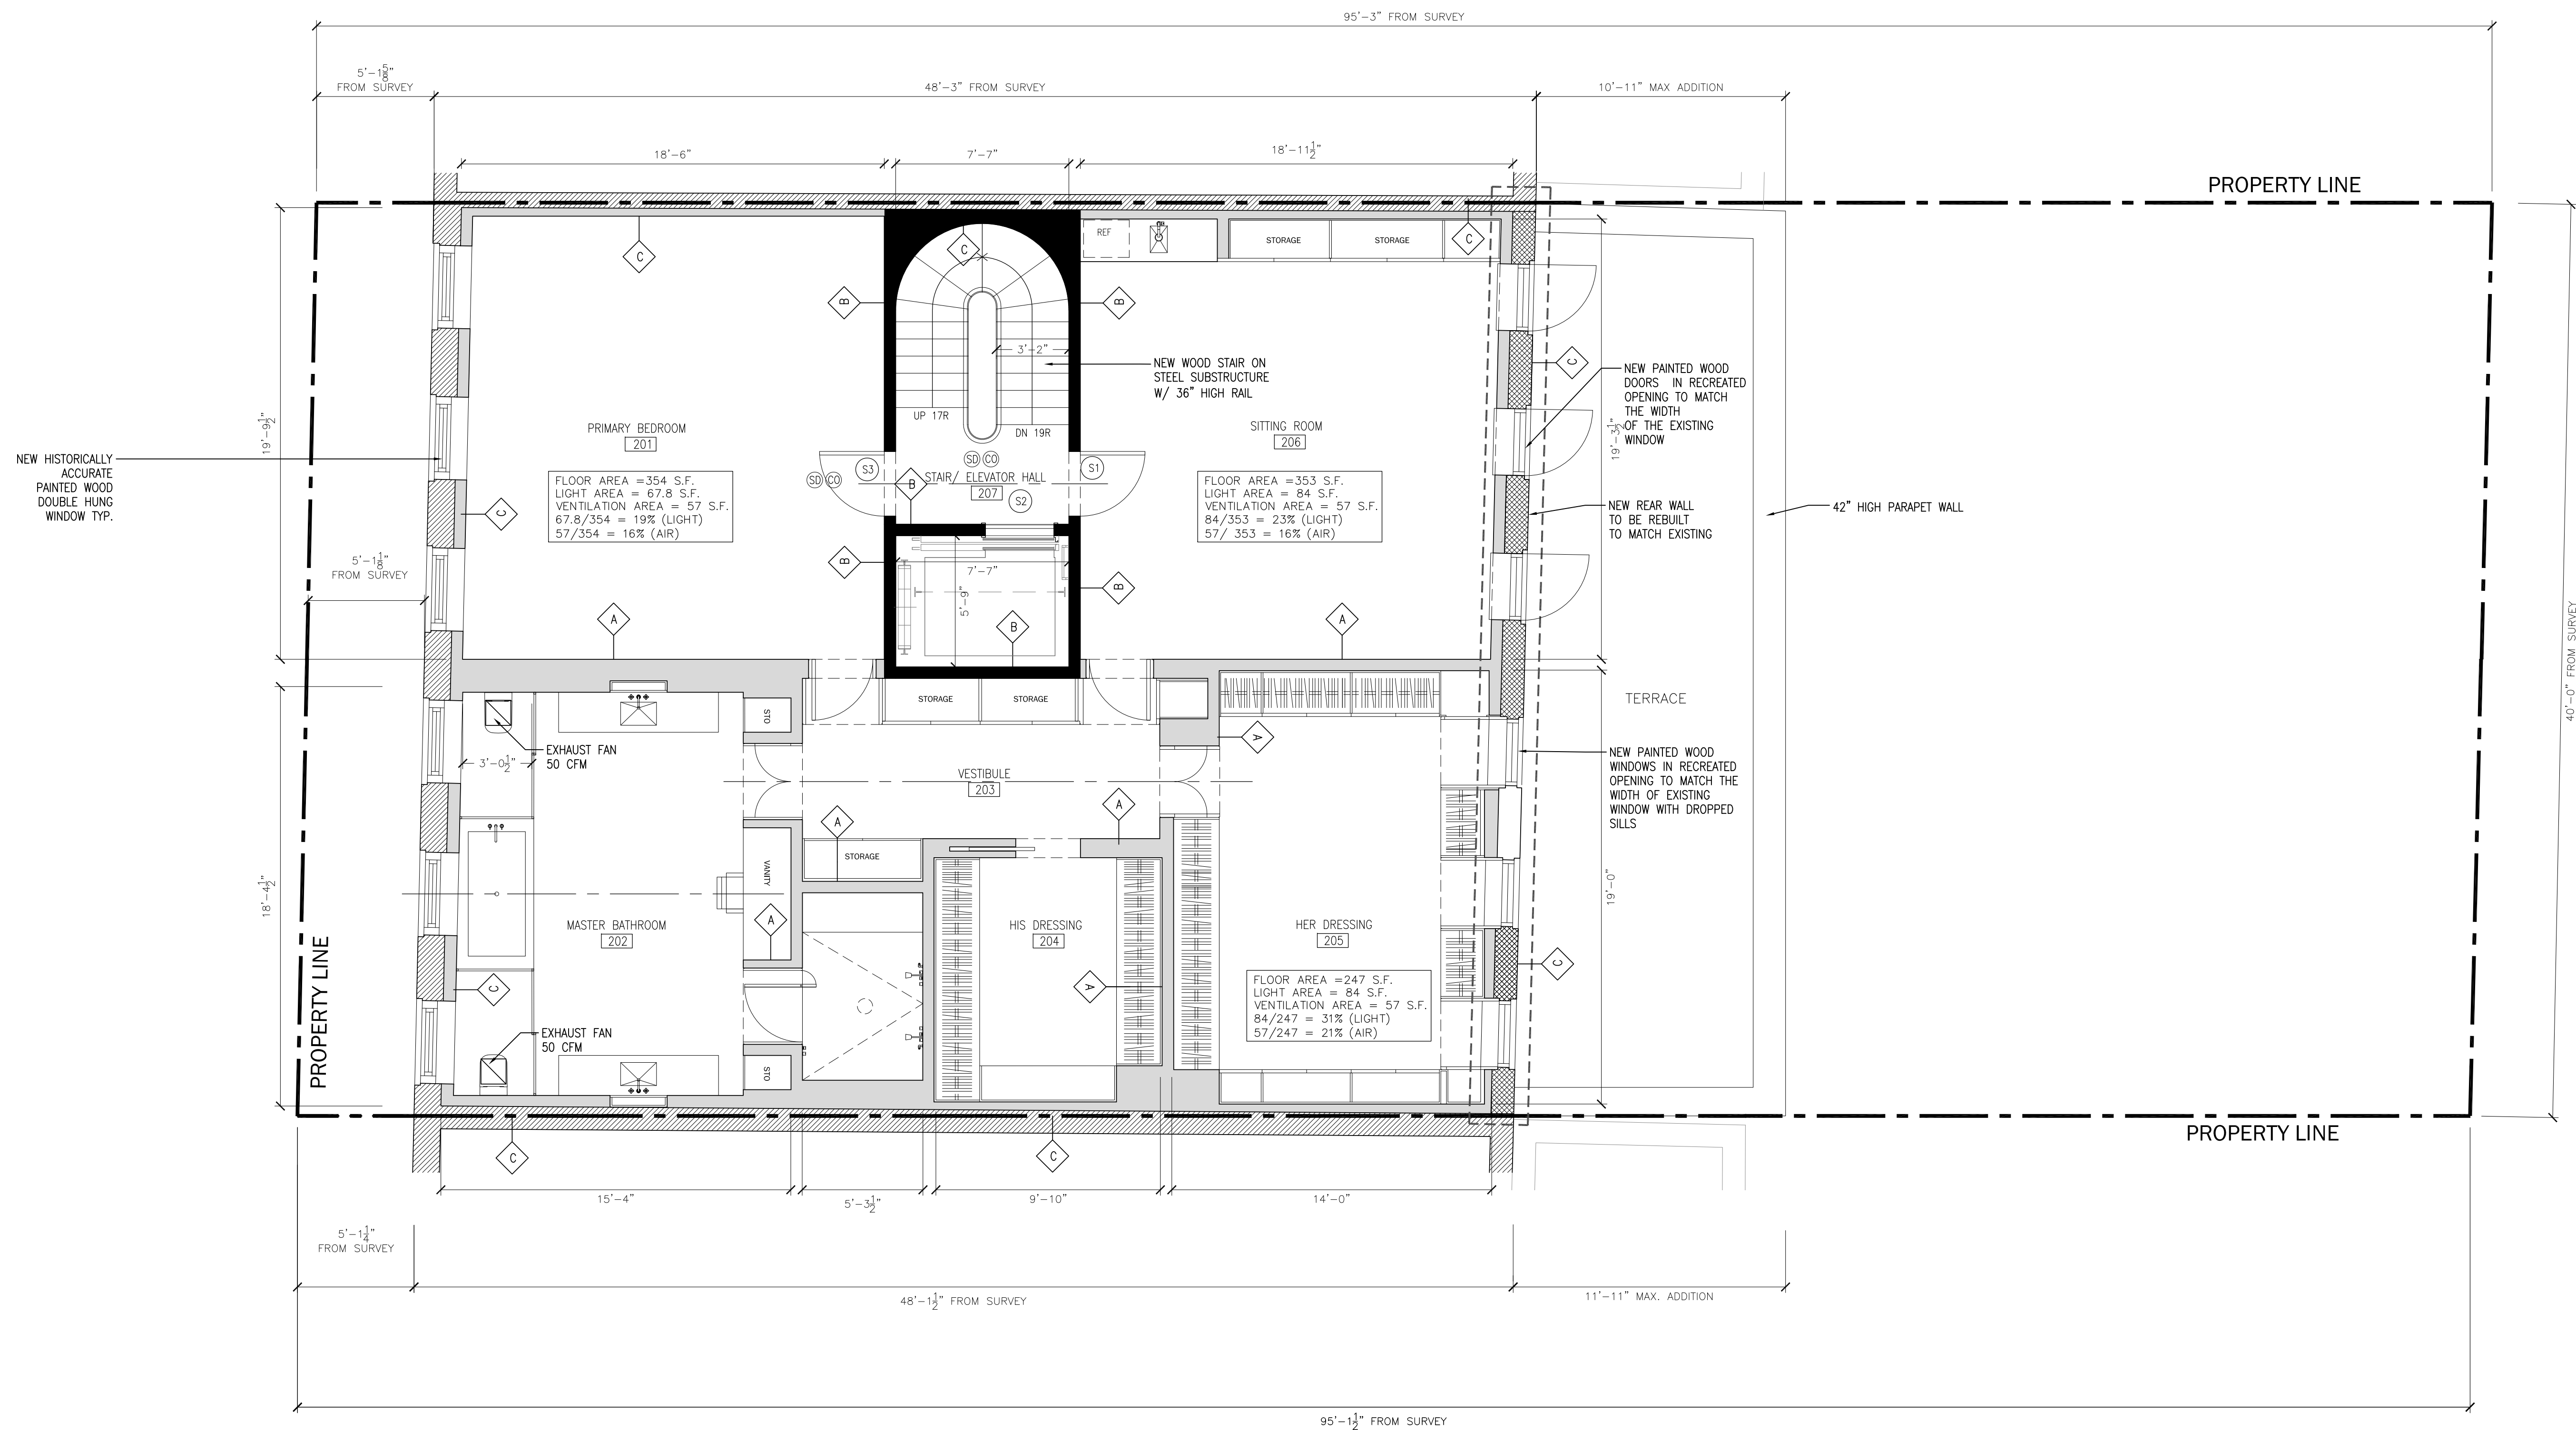 95'-3" FROM SURVEY
5'-1 5/8"
FROM SURVEY
48'-3" FROM SURVEY
10'-11" MAX ADDITION
18'-6"
7'-7"
18'-11 1/2"
PROPERTY LINE
C
C
REF
STORAGE
STORAGE
C
B
B
3'-2"
NEW WOOD STAIR ON
STEEL SUBSTRUCTURE
W/ 36" HIGH RAIL
C
NEW PAINTED WOOD
DOORS IN RECREATED
OPENING TO MATCH
THE WIDTH
OF THE EXISTING
WINDOW
UP 17R
DN 19R
19'-9 1/2"
PRIMARY BEDROOM
201
SITTING ROOM
206
19'-3 1/2"
NEW HISTORICALLY
ACCURATE
PAINTED WOOD
DOUBLE HUNG
WINDOW TYP.
SD CO
S3
SD CO
S1
STAIR/ ELEVATOR HALL
207
S2
B
FLOOR AREA =354 S.F.
LIGHT AREA = 67.8 S.F.
VENTILATION AREA = 57 S.F.
67.8/354 = 19% (LIGHT)
57/354 = 16% (AIR)
FLOOR AREA =353 S.F.
LIGHT AREA = 84 S.F.
VENTILATION AREA = 57 S.F.
84/353 = 23% (LIGHT)
57/ 353 = 16% (AIR)
C
NEW REAR WALL
TO BE REBUILT
TO MATCH EXISTING
42" HIGH PARAPET WALL
5'-1 1/8"
FROM SURVEY
B
7'-7"
5'-9"
B
A
B
A
40'-0" FROM SURVEY
STORAGE
STORAGE
TERRACE
STO
EXHAUST FAN
50 CFM
3'-0 1/2"
A
NEW PAINTED WOOD
WINDOWS IN RECREATED
OPENING TO MATCH THE
WIDTH OF EXISTING
WINDOW WITH DROPPED
SILLS
VESTIBULE
203
A
A
STORAGE
VANITY
18'-4 1/2"
19'-0"
A
MASTER BATHROOM
202
HIS DRESSING
204
HER DRESSING
205
C
PROPERTY LINE
C
A
FLOOR AREA =247 S.F.
LIGHT AREA = 84 S.F.
VENTILATION AREA = 57 S.F.
84/247 = 31% (LIGHT)
57/247 = 21% (AIR)
EXHAUST FAN
50 CFM
STO
PROPERTY LINE
C
C
15'-4"
5'-3 1/2"
9'-10"
14'-0"
5'-1 1/4"
FROM SURVEY
48'-1 1/2" FROM SURVEY
11'-11" MAX. ADDITION
95'-1 1/2" FROM SURVEY